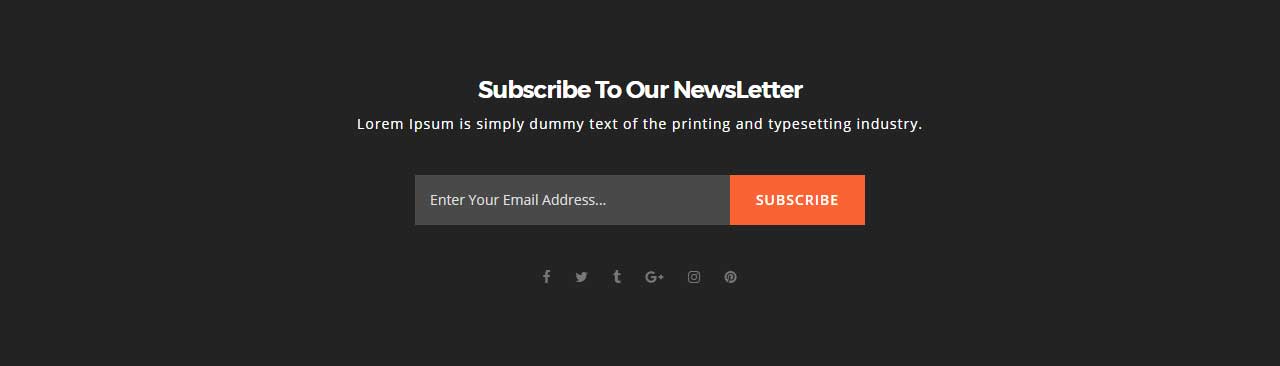 Subscribe To Our NewsLetter
Lorem Ipsum is simply dummy text of the printing and typesetting industry.
Enter Your Email Address...
SUBSCRIBE